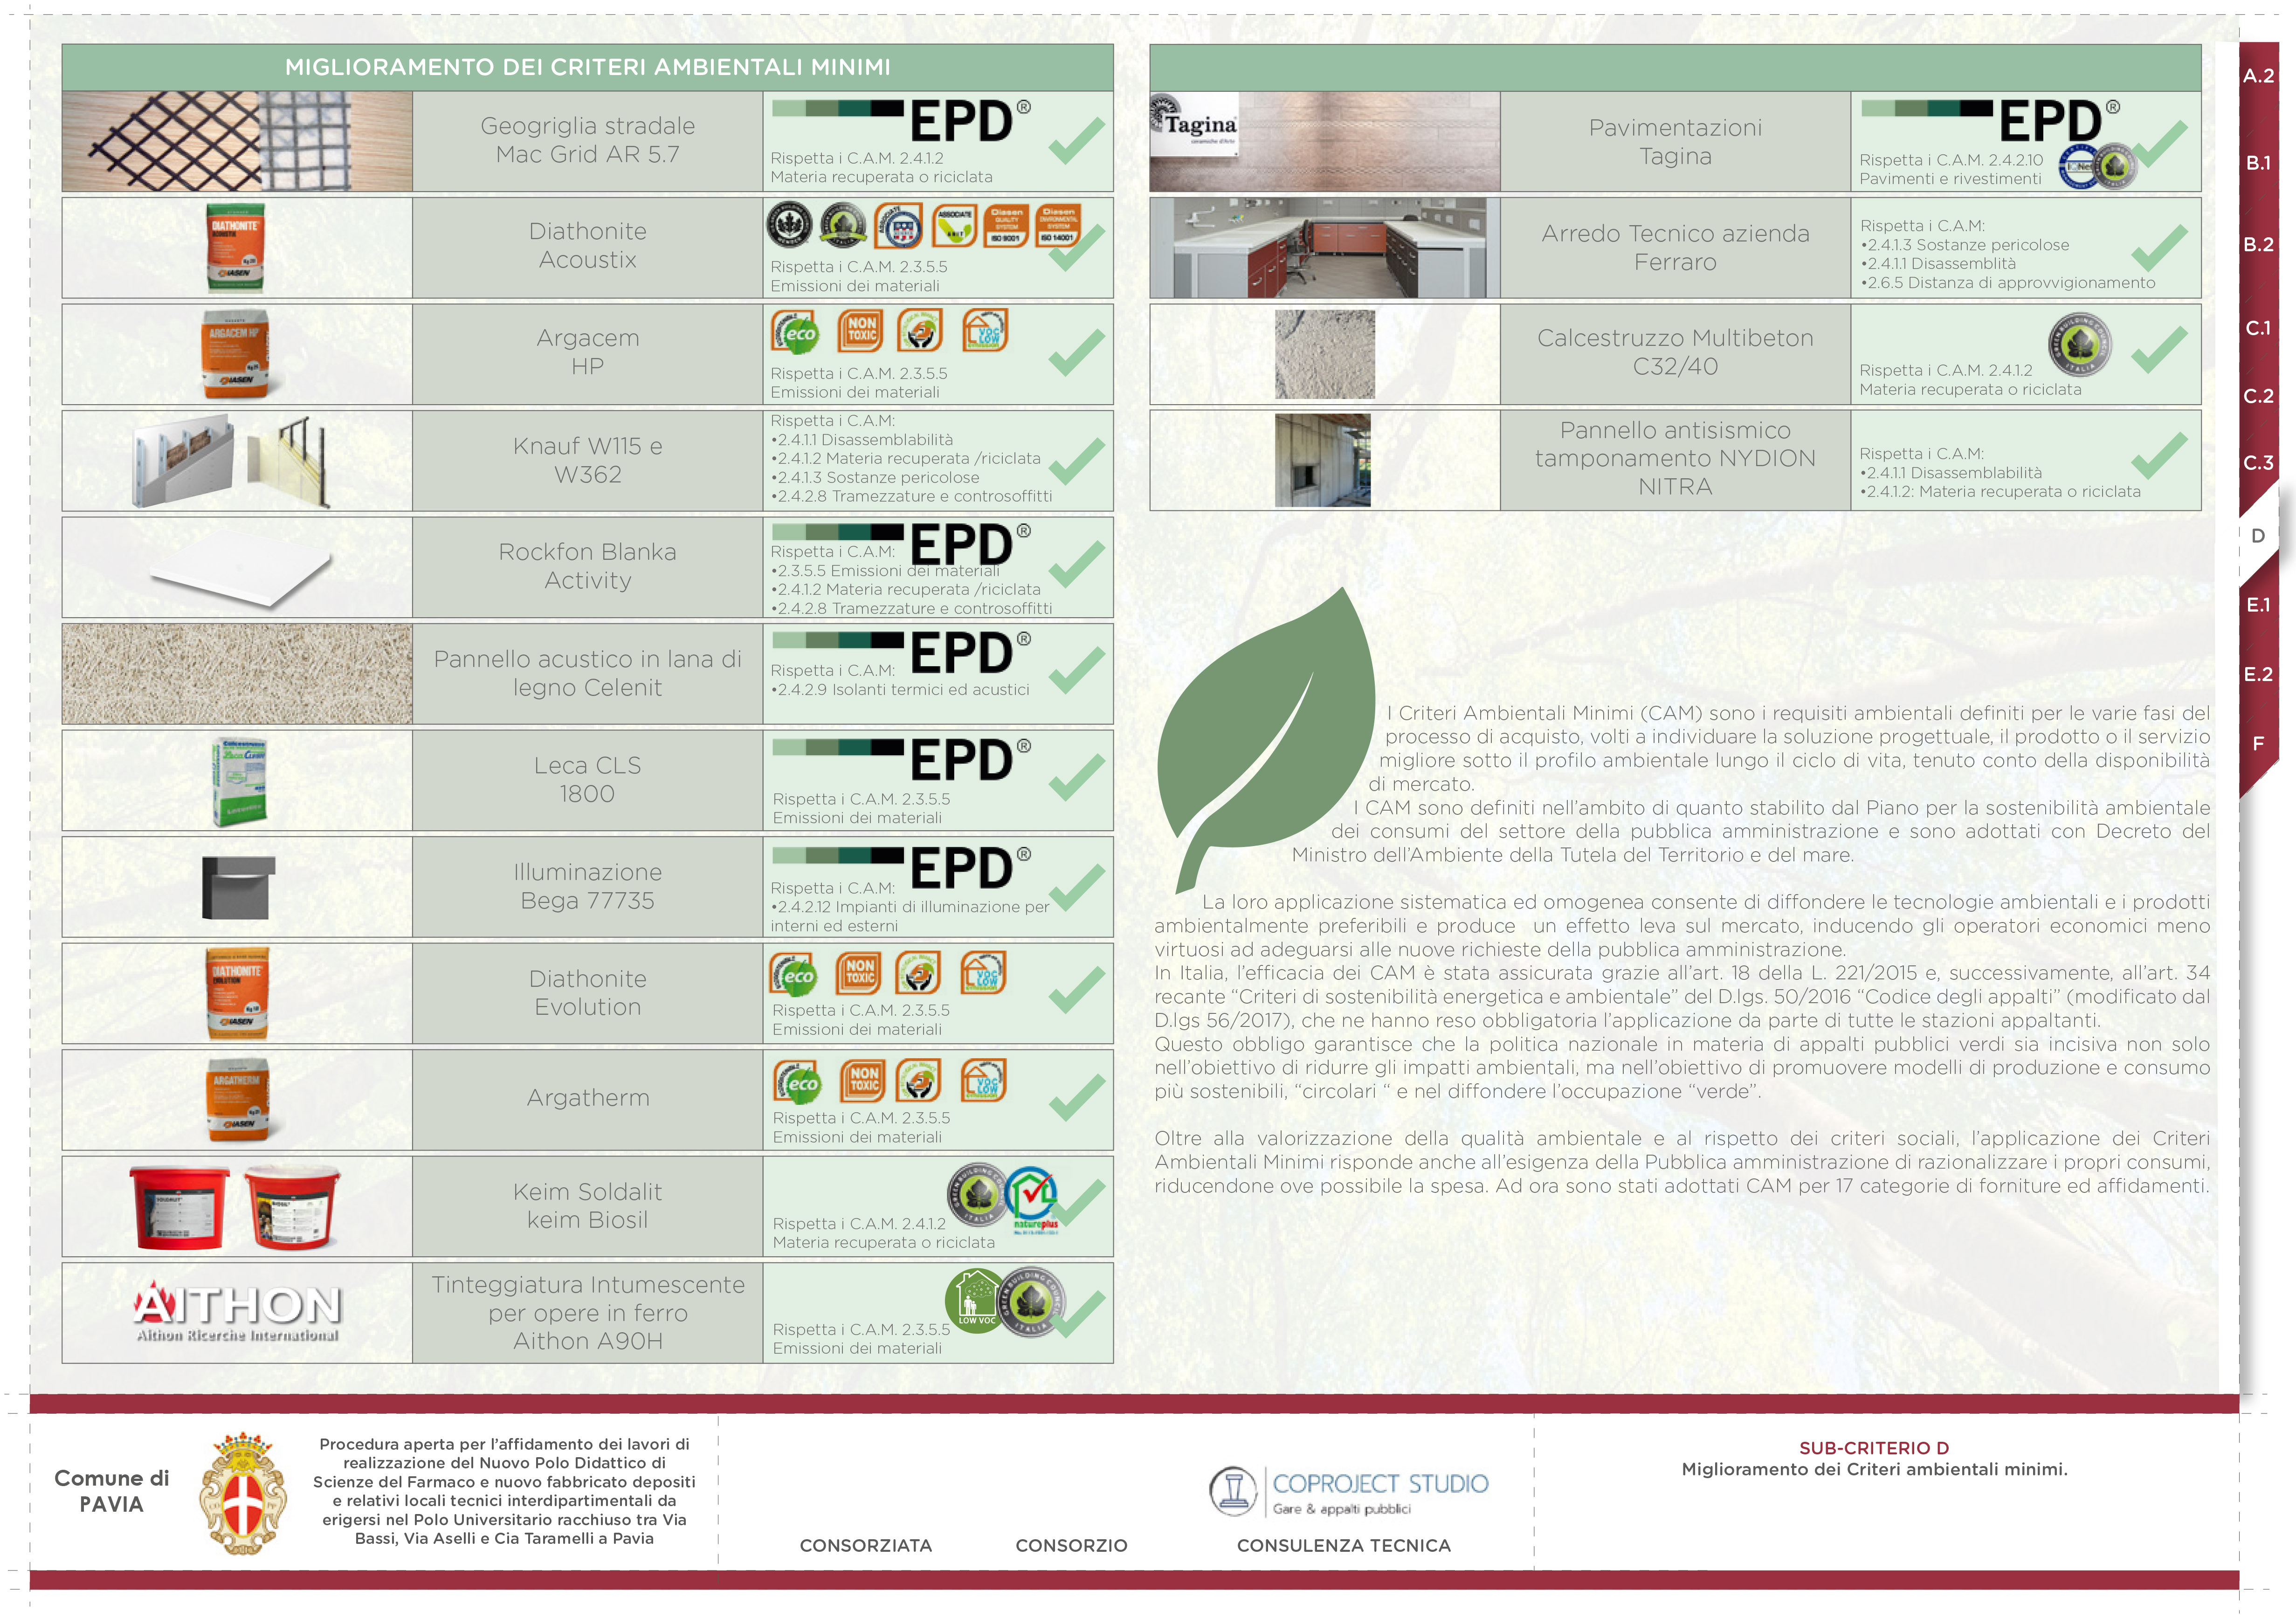 MIGLIORAMENTO DEI CRITERI AMBIENTALI MINIMI
Geogriglia stradale
Mac Grid AR 5.7
EPD®
Rispetta i C.A.M. 2.4.1.2
Materia recuperata o riciclata
DIATHONITE
Diathonite
Acoustix
ASSOCIATE
Diasen
QUALITY
SYSTEM
ISO 9001
Diasen
ENVIRONMENTAL
SYSTEM
ISO 14001
Rispetta i C.A.M. 2.3.5.5
Emissioni dei materiali
ARGACEM HP
DIASEN
Argacem
HP
eco
NON
TOXIC
VOC
LOW
Rispetta i C.A.M. 2.3.5.5
Emissioni dei materiali
Knauf W115 e
W362
Rispetta i C.A.M:
•2.4.1.1 Disassemblabilità
•2.4.1.2 Materia recuperata /riciclata
•2.4.1.3 Sostanze pericolose
•2.4.2.8 Tramezzature e controsoffitti
Rockfon Blanka
Activity
EPD®
Rispetta i C.A.M:
•2.3.5.5 Emissioni dei materiali
•2.4.1.2 Materia recuperata /riciclata
•2.4.2.8 Tramezzature e controsoffitti
Pannello acustico in lana di
legno Celenit
EPD®
Rispetta i C.A.M:
•2.4.2.9 Isolanti termici ed acustici
Leca CLS
1800
EPD®
Rispetta i C.A.M. 2.3.5.5
Emissioni dei materiali
Illuminazione
Bega 77735
EPD®
Rispetta i C.A.M:
•2.4.2.12 Impianti di illuminazione per
interni ed esterni
DIATHONITE
EVOLUTION
DIASEN
Diathonite
Evolution
eco
NON
TOXIC
VOC
LOW
Rispetta i C.A.M. 2.3.5.5
Emissioni dei materiali
ARGATHERM
DIASEN
Argatherm
eco
NON
TOXIC
VOC
LOW
Rispetta i C.A.M. 2.3.5.5
Emissioni dei materiali
Keim Soldalit
keim Biosil
natureplus
Rispetta i C.A.M. 2.4.1.2
Materia recuperata o riciclata
AITHON
Aithon Ricerche International
Tinteggiatura Intumescente
per opere in ferro
Aithon A90H
LOW VOC
GREEN BUILDING COUNCIL ITALIA
Rispetta i C.A.M. 2.3.5.5
Emissioni dei materiali
Tagina
ceramiche d'Arte
Pavimentazioni
Tagina
EPD®
Rispetta i C.A.M. 2.4.2.10
Pavimenti e rivestimenti
Arredo Tecnico azienda
Ferraro
Rispetta i C.A.M:
•2.4.1.3 Sostanze pericolose
•2.4.1.1 Disassemblità
•2.6.5 Distanza di approvvigionamento
Calcestruzzo Multibeton
C32/40
GREEN BUILDING COUNCIL ITALIA
Rispetta i C.A.M. 2.4.1.2
Materia recuperata o riciclata
Pannello antisismico
tamponamento NYDION
NITRA
Rispetta i C.A.M:
•2.4.1.1 Disassemblabilità
•2.4.1.2: Materia recuperata o riciclata
I Criteri Ambientali Minimi (CAM) sono i requisiti ambientali definiti per le varie fasi del
processo di acquisto, volti a individuare la soluzione progettuale, il prodotto o il servizio
migliore sotto il profilo ambientale lungo il ciclo di vita, tenuto conto della disponibilità
di mercato.
I CAM sono definiti nell'ambito di quanto stabilito dal Piano per la sostenibilità ambientale
dei consumi del settore della pubblica amministrazione e sono adottati con Decreto del
Ministro dell'Ambiente della Tutela del Territorio e del mare.
La loro applicazione sistematica ed omogenea consente di diffondere le tecnologie ambientali e i prodotti
ambientalmente preferibili e produce un effetto leva sul mercato, inducendo gli operatori economici meno
virtuosi ad adeguarsi alle nuove richieste della pubblica amministrazione.
In Italia, l'efficacia dei CAM è stata assicurata grazie all'art. 18 della L. 221/2015 e, successivamente, all'art. 34
recante “Criteri di sostenibilità energetica e ambientale” del D.lgs. 50/2016 “Codice degli appalti” (modificato dal
D.lgs 56/2017), che ne hanno reso obbligatoria l'applicazione da parte di tutte le stazioni appaltanti.
Questo obbligo garantisce che la politica nazionale in materia di appalti pubblici verdi sia incisiva non solo
nell'obiettivo di ridurre gli impatti ambientali, ma nell'obiettivo di promuovere modelli di produzione e consumo
più sostenibili, “circolari “ e nel diffondere l'occupazione “verde”.
Oltre alla valorizzazione della qualità ambientale e al rispetto dei criteri sociali, l'applicazione dei Criteri
Ambientali Minimi risponde anche all'esigenza della Pubblica amministrazione di razionalizzare i propri consumi,
riducendone ove possibile la spesa. Ad ora sono stati adottati CAM per 17 categorie di forniture ed affidamenti.
A.2
B.1
B.2
C.1
C.2
C.3
D
E.1
E.2
F
Comune di
PAVIA
Procedura aperta per l'affidamento dei lavori di
realizzazione del Nuovo Polo Didattico di
Scienze del Farmaco e nuovo fabbricato depositi
e relativi locali tecnici interdipartimentali da
erigersi nel Polo Universitario racchiuso tra Via
Bassi, Via Aselli e Cia Taramelli a Pavia
CONSORZIATA
CONSORZIO
COPROJECT STUDIO
Gare & appalti pubblici
CONSULENZA TECNICA
SUB-CRITERIO D
Miglioramento dei Criteri ambientali minimi.